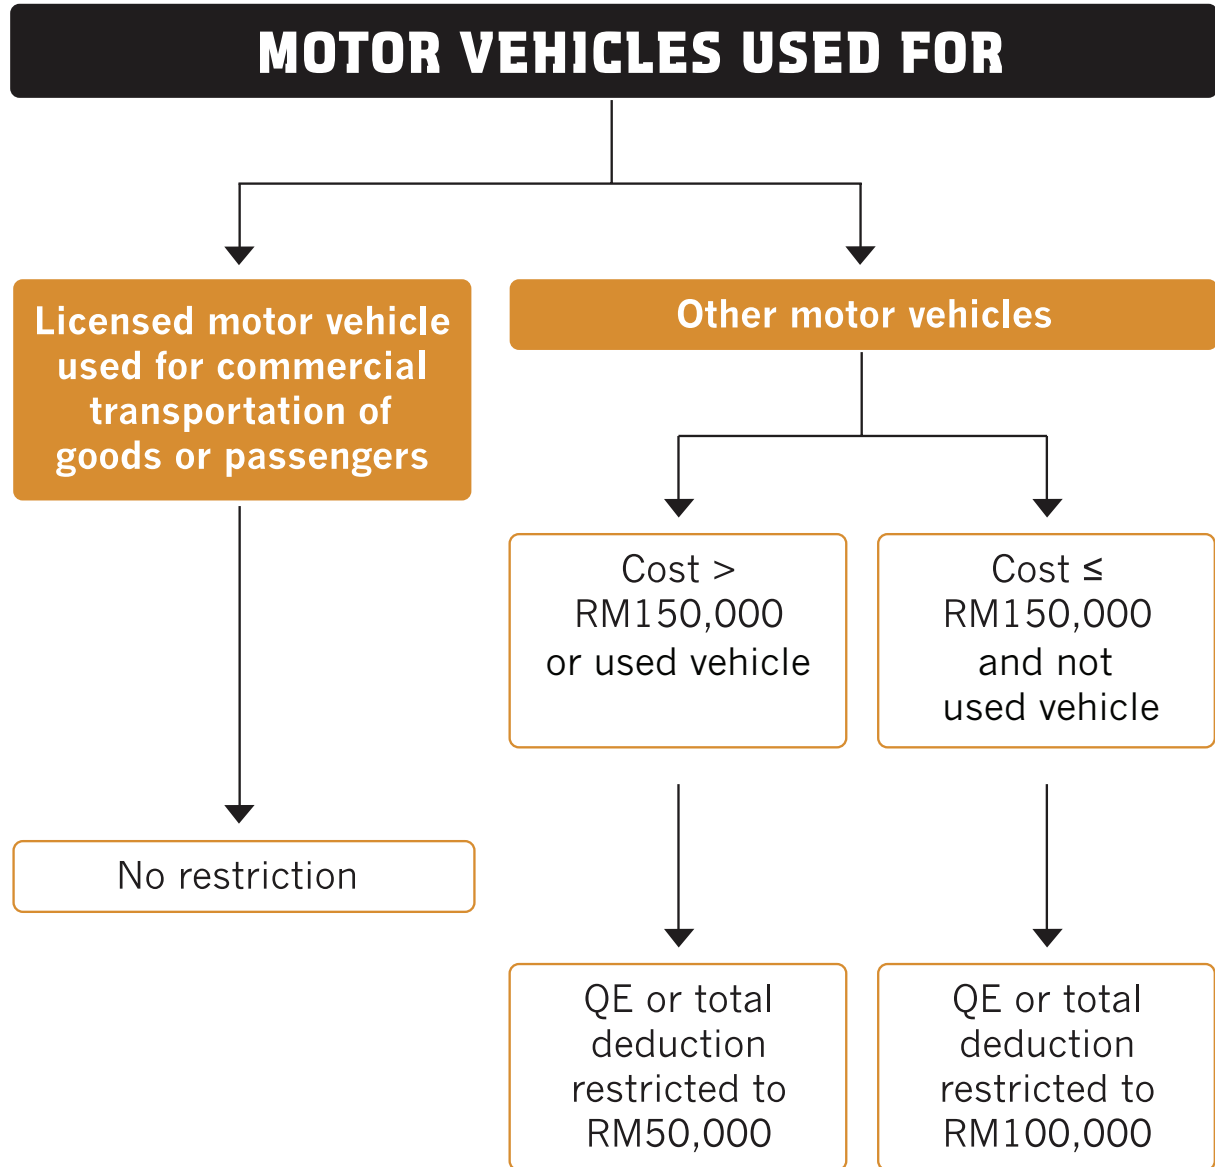 MOTOR VEHICLES USED FOR
Licensed motor vehicle
used for commercial
transportation of
goods or passengers
Other motor vehicles
Cost >
RM150,000
or used vehicle
Cost ≤
RM150,000
and not
used vehicle
No restriction
QE or total
deduction
restricted to
RM50,000
QE or total
deduction
restricted to
RM100,000